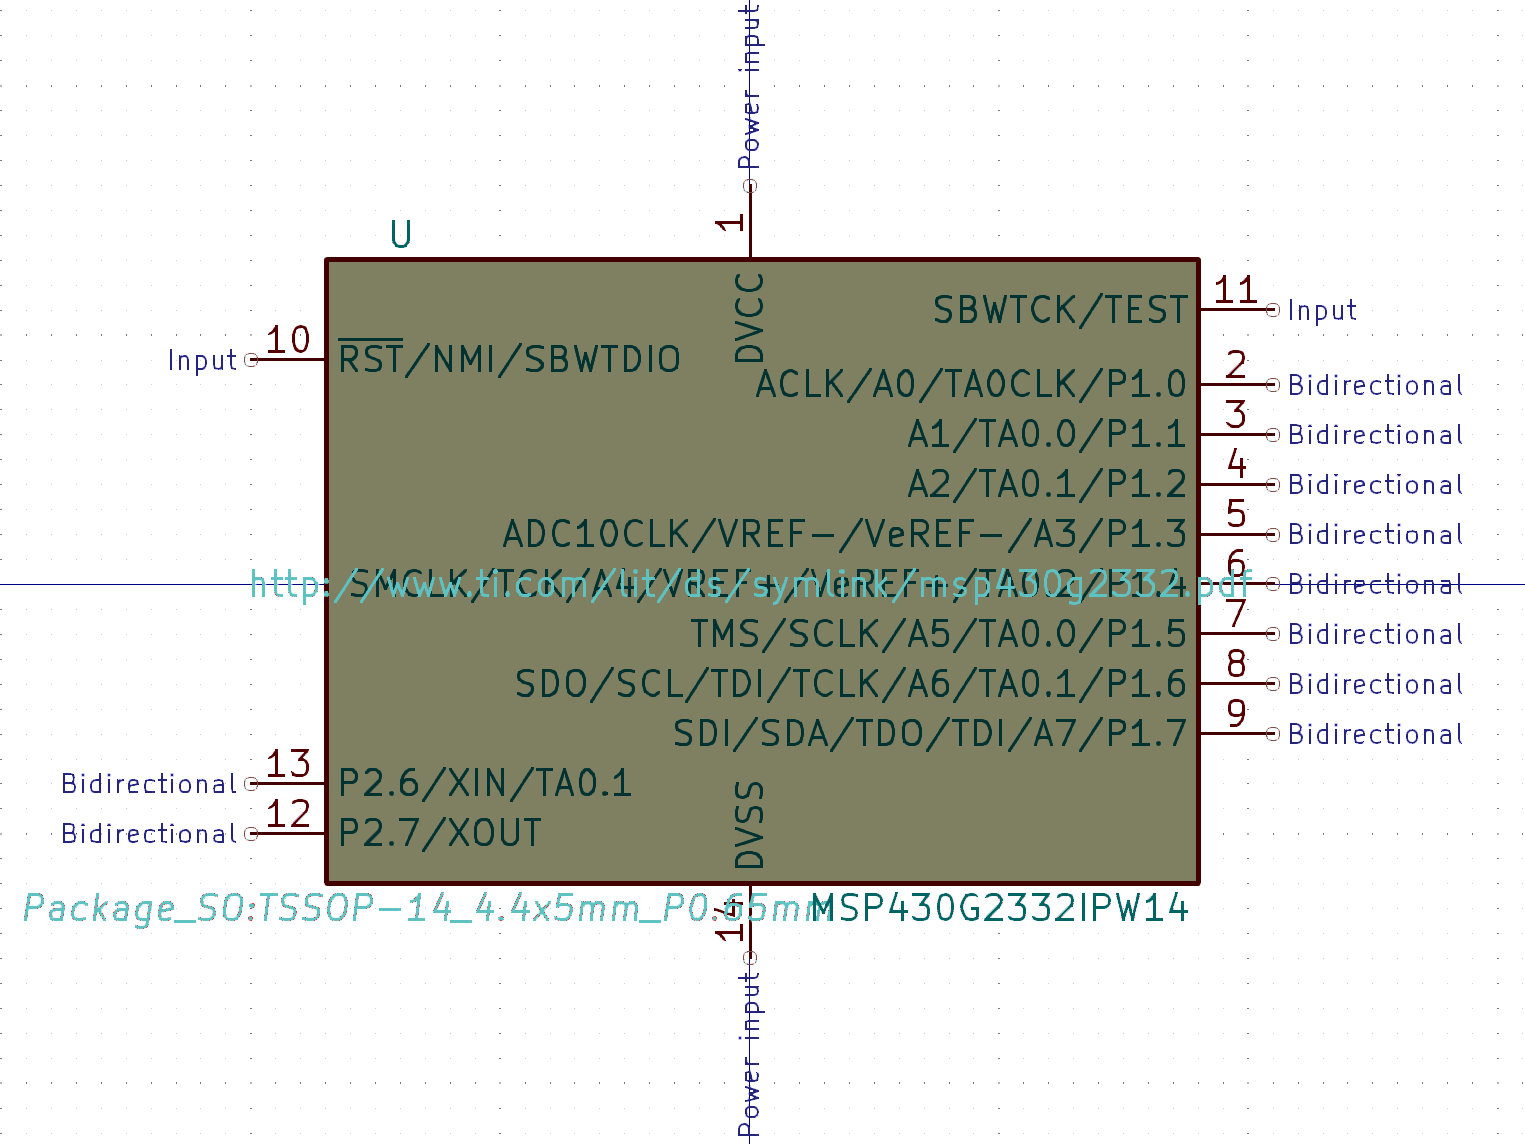 Power input
1
U
DVCC
SBWTCK/TEST 11 Input
Input 10 RST/NMI/SBWTDIO
ACLK/A0/TA0CLK/P1.0 2 Bidirectional
A1/TA0.0/P1.1 3 Bidirectional
A2/TA0.1/P1.2 4 Bidirectional
ADC10CLK/VREF-/VeREF-/A3/P1.3 5 Bidirectional
SMCLK/TCK/A4/VREF+/VeREF+/TA0.2/P1.4 6 Bidirectional
http://www.ti.com/lit/ds/symlink/msp430g2332.pdf
TMS/SCLK/A5/TA0.0/P1.5 7 Bidirectional
SDO/SCL/TDI/TCLK/A6/TA0.1/P1.6 8 Bidirectional
SDI/SDA/TDO/TDI/A7/P1.7 9 Bidirectional
Bidirectional 13 P2.6/XIN/TA0.1
Bidirectional 12 P2.7/XOUT
DVSS
Package_SO:TSSOP-14_4.4x5mm_P0.65mm
MSP430G2332IPW14
14
Power input